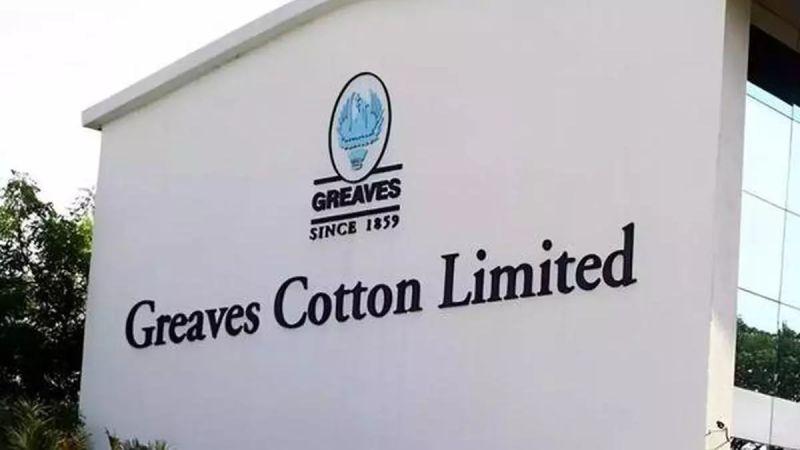 GREAVES
SINCE 1859
Greaves Cotton Limited